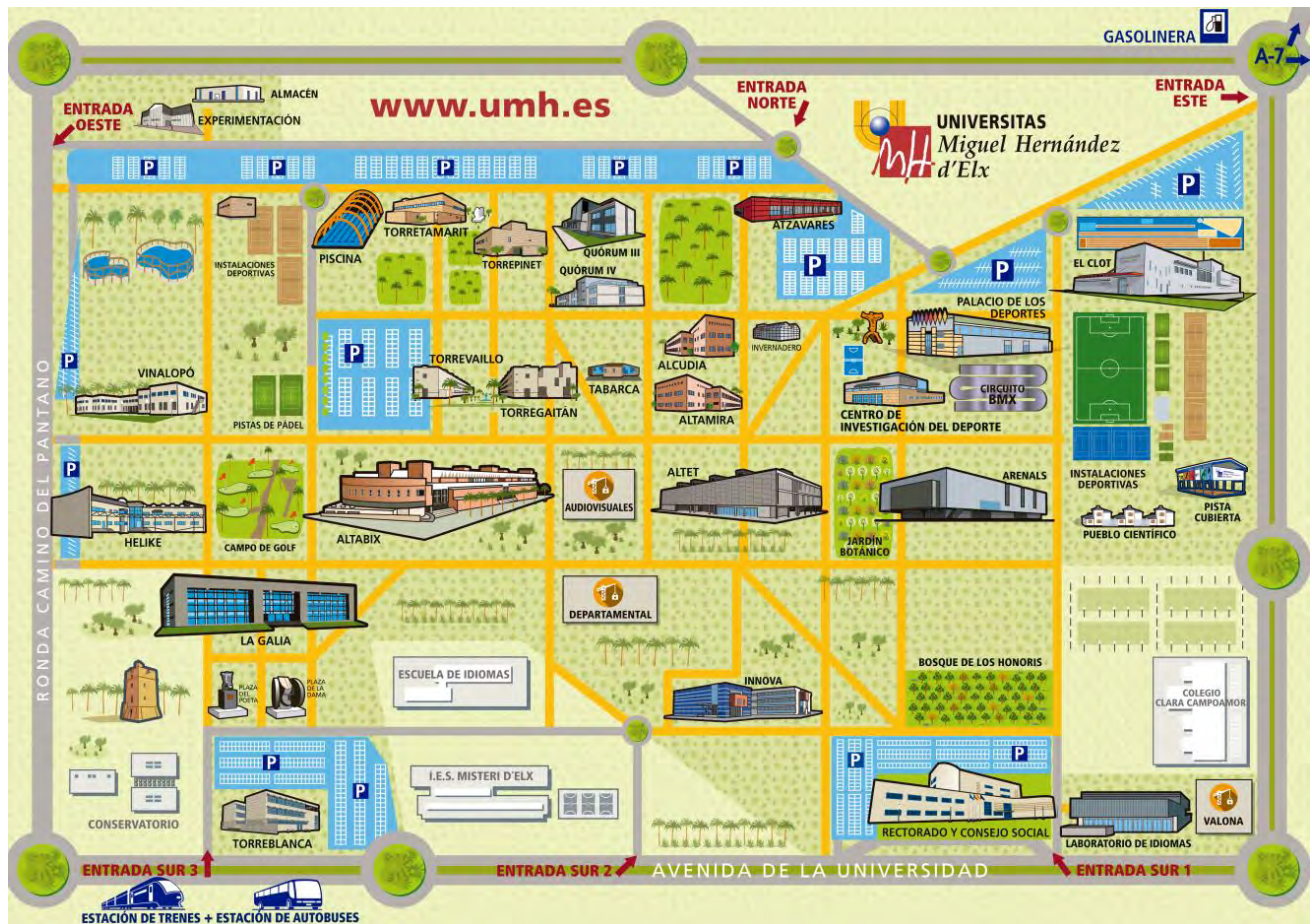 GASOLINERA
A-7
ENTRADA
OESTE
ALMACÉN
EXPERIMENTACIÓN
www.umh.es
ENTRADA
NORTE
UNIVERSITAS
Miguel Hernández
d'Elx
MH
ENTRADA
ESTE
P
P
P
P
P
P
PISCINA
TORRETAMARIT
TORREPINET
QUÒRUM III
QUÒRUM IV
ATZAVARES
P
P
EL CLOT
INSTALACIONES
DEPORTIVAS
PALACIO DE LOS
DEPORTES
P
VINALOPÓ
PISTAS DE PÁDEL
P
TORREVAILLO
TORREGAITÁN
TABARCA
ALCUDIA
ALTAMIRA
INVERNADERO
CENTRO DE
INVESTIGACIÓN DEL DEPORTE
CIRCUITO
BMX
RONDA CAMINO DEL PANTANO
P
HELIKE
CAMPO DE GOLF
ALTABIX
AUDIOVISUALES
ALTET
JARDÍN
BOTÁNICO
ARENALS
INSTALACIONES
DEPORTIVAS
PISTA
CUBIERTA
PUEBLO CIENTÍFICO
LA GALIA
DEPARTAMENTAL
PLAZA
DEL
POETA
PLAZA
DE LA
DAMA
ESCUELA DE IDIOMAS
INNOVA
BOSQUE DE LOS HONORIS
COLEGIO
CLARA CAMPOAMOR
CONSERVATORIO
P
TORREBLANCA
I.E.S. MISTERI D'ELX
P
P
RECTORADO Y CONSEJO SOCIAL
LABORATORIO DE IDIOMAS
VALONA
ENTRADA SUR 3
ENTRADA SUR 2
AVENIDA DE LA UNIVERSIDAD
ENTRADA SUR 1
ESTACIÓN DE TRENES + ESTACIÓN DE AUTOBUSES